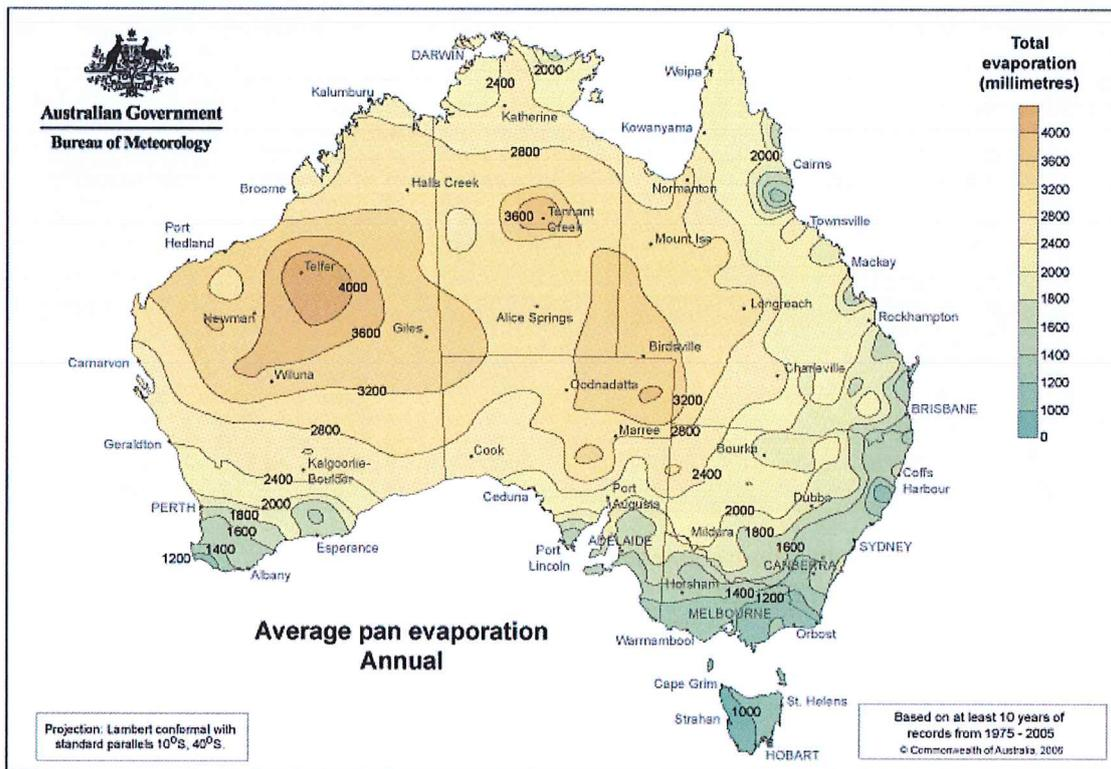 Australian Government
Bureau of Meteorology
Total
evaporation
(millimetres)
4000
3600
3200
2800
2400
2000
1800
1600
1400
1200
1000
0
DARWIN
2000
2400
Weipa
Kalumburu
Katherine
Kowanyama
2800
2000
Cairns
Broome
Halls Creek
Normanton
3600
Tennant
Creek
Townsville
Port
Hedland
Mount Isa
Mackay
Telfer
4000
Longreach
Newman
3600
Giles
Alice Springs
Rockhampton
Birdsville
Carnarvon
Wiluna
3200
Oodnadatta
Charleville
3200
BRISBANE
2800
Marree
2800
Geraldton
Cook
Bourke
Kalgoorlie-
Boulder
2400
2400
Coffs
Harbour
Ceduna
Port
Augusta
PERTH
2000
1800
2000
Dubbo
1600
Mildura
1800
ADELAIDE
1600
SYDNEY
1200
1400
Esperance
Port
Lincoln
CANBERRA
Albany
Horsham
1400
1200
MELBOURNE
Orbost
Warrnambool
Average pan evaporation
Annual
Cape Grim
St. Helens
1000
Strahan
HOBART
Projection: Lambert conformal with
standard parallels 10°S, 40°S.
Based on at least 10 years of
records from 1975 - 2005
© Commonwealth of Australia, 2006